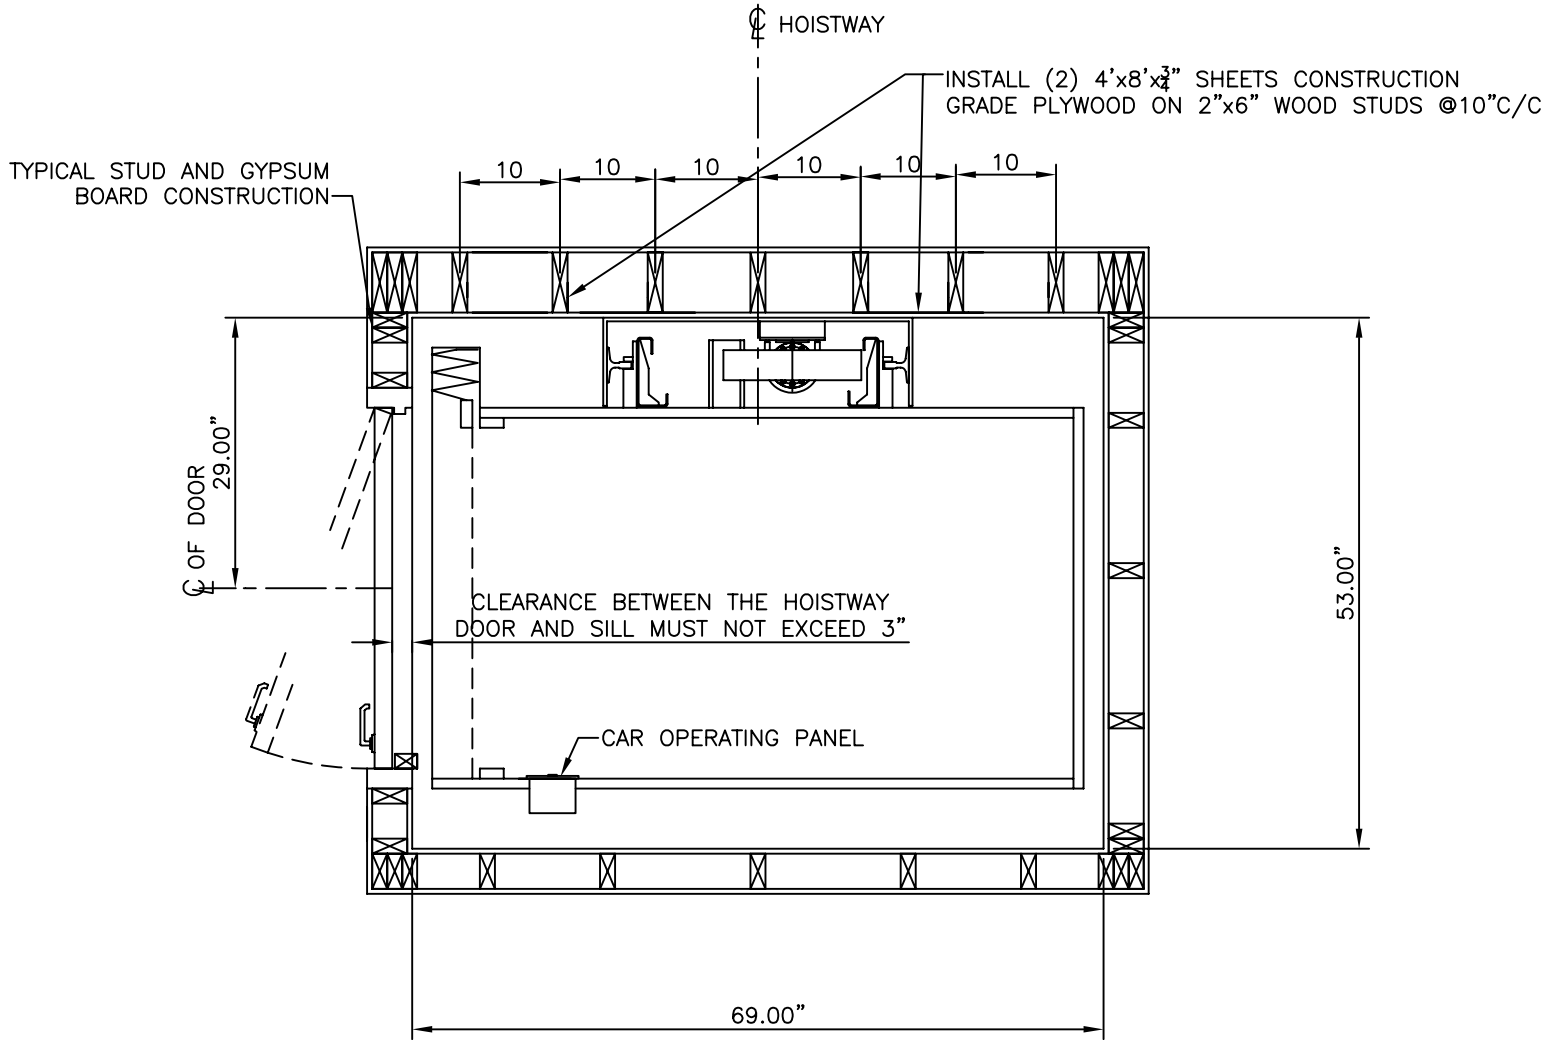 ℄ HOISTWAY
INSTALL (2) 4'x8'x3/4" SHEETS CONSTRUCTION
GRADE PLYWOOD ON 2"x6" WOOD STUDS @10"C/C
TYPICAL STUD AND GYPSUM
BOARD CONSTRUCTION
10 10 10 10 10 10
℄ OF DOOR
29.00"
CLEARANCE BETWEEN THE HOISTWAY
DOOR AND SILL MUST NOT EXCEED 3"
53.00"
CAR OPERATING PANEL
69.00"